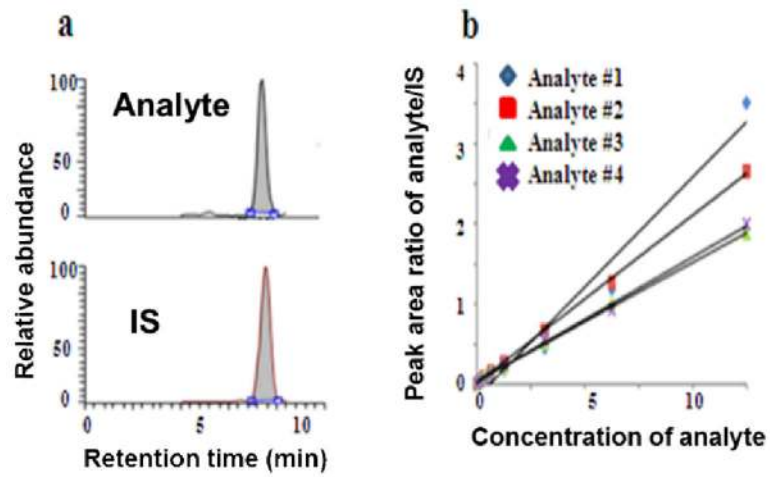 a
Relative abundance
100
50
0
Analyte
100
50
0
IS
0 5 10
Retention time (min)
b
Peak area ratio of analyte/IS
4
3
2
1
0
Analyte #1
Analyte #2
Analyte #3
Analyte #4
0 5 10
Concentration of analyte